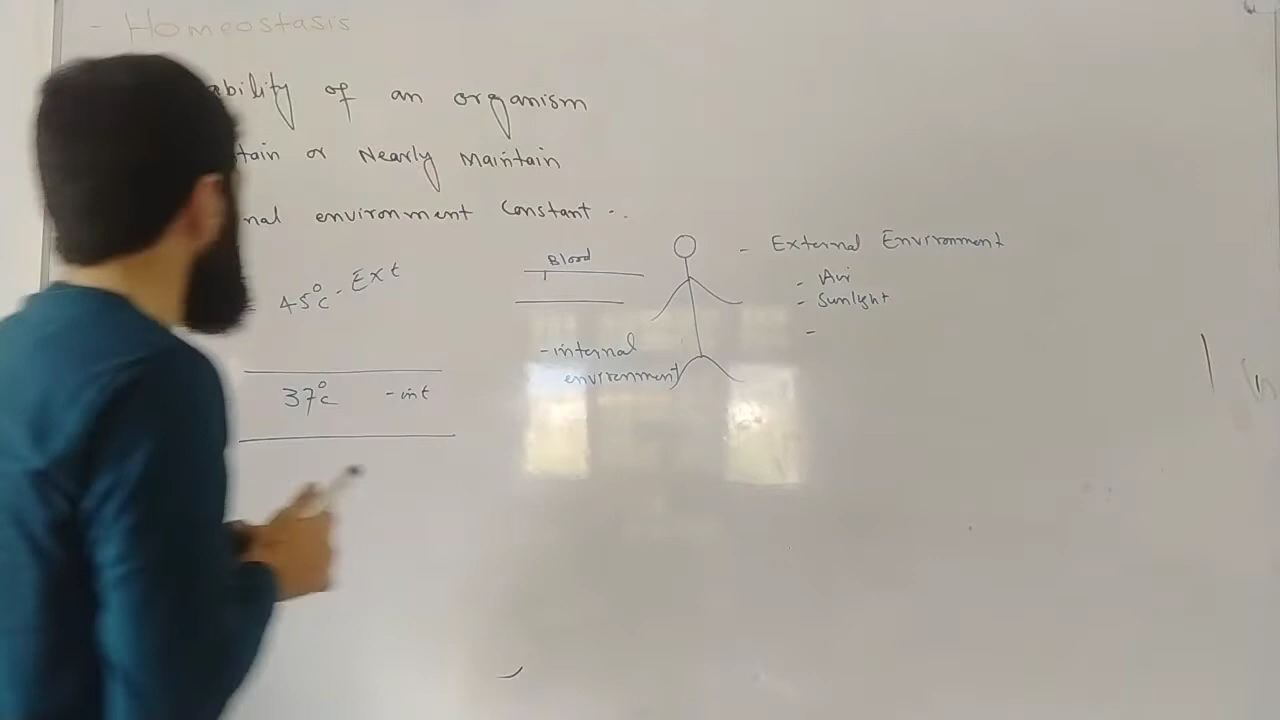 - Homeostasis
ability of an organism
tain or Nearly Maintain
nal environment Constant ..
45°c - Ext
37°c - int
Blood
- internal
environment
- External Environment
- Air
- Sunlight
-